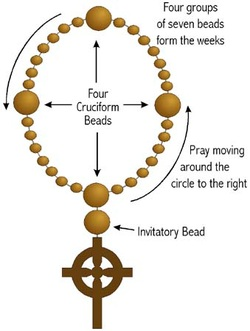 Four groups
of seven beads
form the weeks
Four
Cruciform
Beads
Pray moving
around the
circle to the right
Invitatory Bead